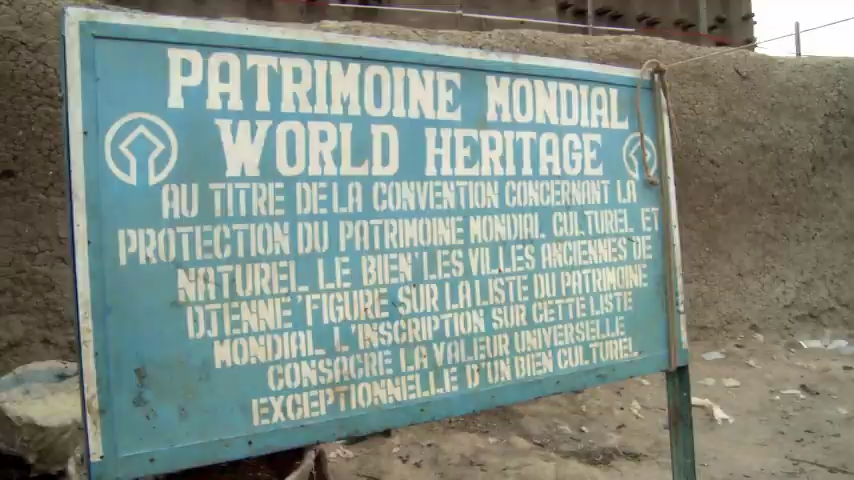 PATRIMOINE MONDIAL
WORLD HERITAGE
AU TITRE DE LA CONVENTION CONCERNANT LA
PROTECTION DU PATRIMOINE MONDIAL CULTUREL ET
NATUREL LE BIEN'LES VILLES ANCIENNES DE
DJENNE'FIGURE SUR LA LISTE DU PATRIMOINE
MONDIAL L'INSCRIPTION SUR CETTE LISTE
CONSACRE LA VALEUR UNIVERSELLE
EXCEPTIONNELLE D'UN BIEN CULTUREL